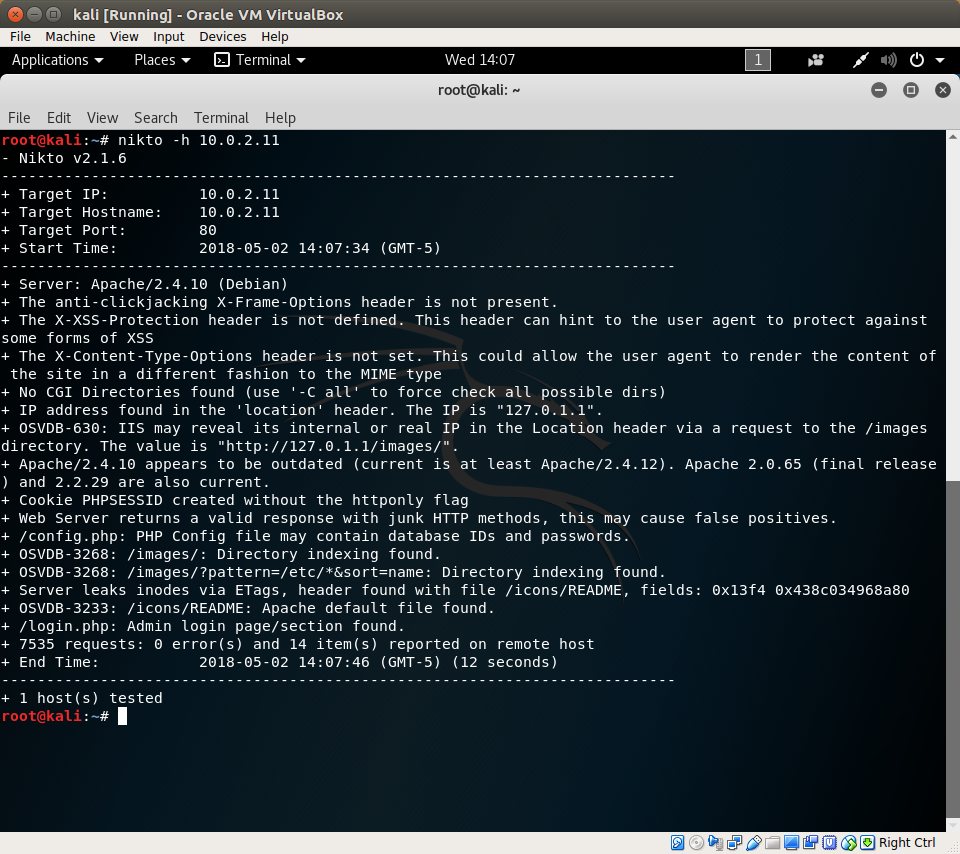 kali [Running] - Oracle VM VirtualBox
File Machine View Input Devices Help
Applications Places Terminal Wed 14:07 1
root@kali: ~
File Edit View Search Terminal Help
root@kali:~# nikto -h 10.0.2.11
- Nikto v2.1.6
---------------------------------------------------------------------------
+ Target IP:          10.0.2.11
+ Target Hostname:    10.0.2.11
+ Target Port:        80
+ Start Time:         2018-05-02 14:07:34 (GMT-5)
---------------------------------------------------------------------------
+ Server: Apache/2.4.10 (Debian)
+ The anti-clickjacking X-Frame-Options header is not present.
+ The X-XSS-Protection header is not defined. This header can hint to the user agent to protect against
some forms of XSS
+ The X-Content-Type-Options header is not set. This could allow the user agent to render the content of
 the site in a different fashion to the MIME type
+ No CGI Directories found (use '-C all' to force check all possible dirs)
+ IP address found in the 'location' header. The IP is "127.0.1.1".
+ OSVDB-630: IIS may reveal its internal or real IP in the Location header via a request to the /images
directory. The value is "http://127.0.1.1/images/".
+ Apache/2.4.10 appears to be outdated (current is at least Apache/2.4.12). Apache 2.0.65 (final release
) and 2.2.29 are also current.
+ Cookie PHPSESSID created without the httponly flag
+ Web Server returns a valid response with junk HTTP methods, this may cause false positives.
+ /config.php: PHP Config file may contain database IDs and passwords.
+ OSVDB-3268: /images/: Directory indexing found.
+ OSVDB-3268: /images/?pattern=/etc/*&sort=name: Directory indexing found.
+ Server leaks inodes via ETags, header found with file /icons/README, fields: 0x13f4 0x438c034968a80
+ OSVDB-3233: /icons/README: Apache default file found.
+ /login.php: Admin login page/section found.
+ 7535 requests: 0 error(s) and 14 item(s) reported on remote host
+ End Time:           2018-05-02 14:07:46 (GMT-5) (12 seconds)
---------------------------------------------------------------------------
+ 1 host(s) tested
root@kali:~#
Right Ctrl